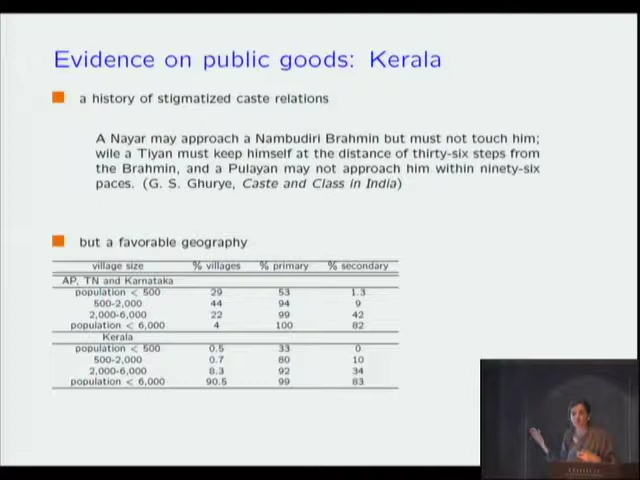 Evidence on public goods: Kerala
a history of stigmatized caste relations
A Nayar may approach a Nambudiri Brahmin but must not touch him;
wile a Tiyan must keep himself at the distance of thirty-six steps from
the Brahmin, and a Pulayan may not approach him within ninety-six
paces. (G. S. Ghurye, Caste and Class in India)
but a favorable geography
village size % villages % primary % secondary
AP, TN and Karnataka
population < 500 29 53 1.3
500-2,000 44 94 9
2,000-6,000 22 99 42
population < 6,000 4 100 82
Kerala
population < 500 0.5 33 0
500-2,000 0.7 80 10
2,000-6,000 8.3 92 34
population < 6,000 90.5 99 83